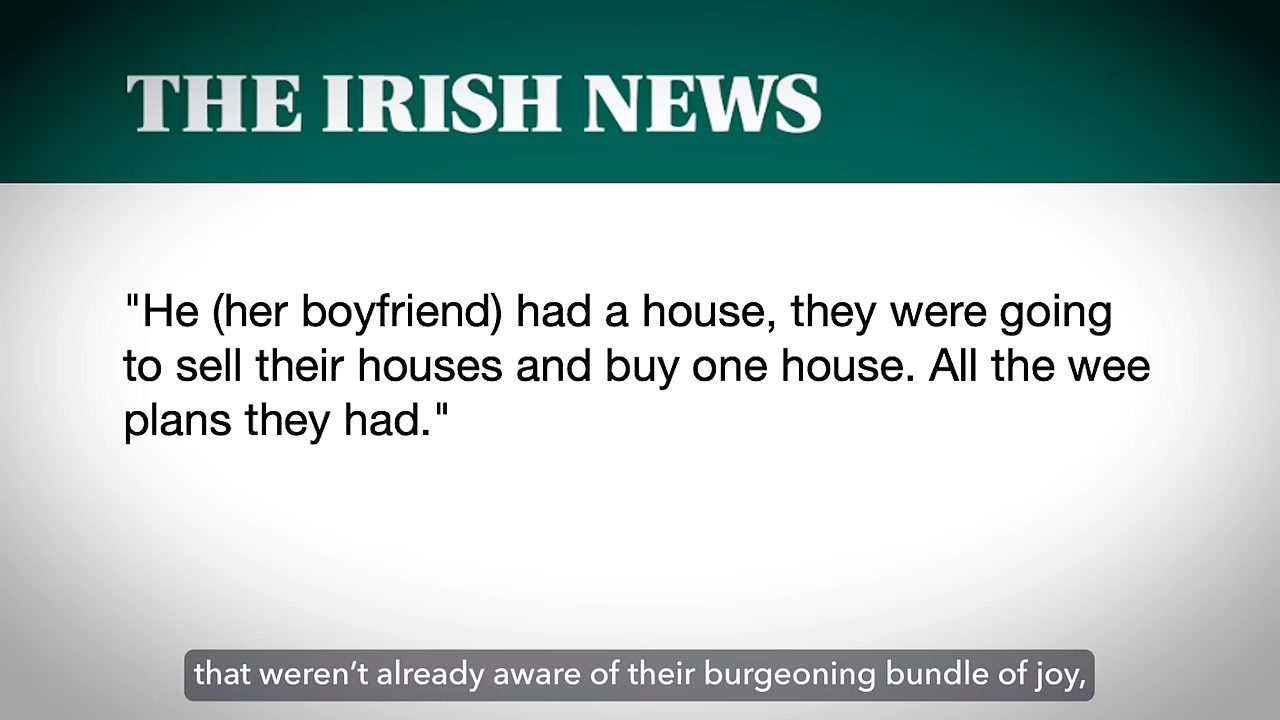 THE IRISH NEWS
"He (her boyfriend) had a house, they were going
to sell their houses and buy one house. All the wee
plans they had."
that weren’t already aware of their burgeoning bundle of joy,